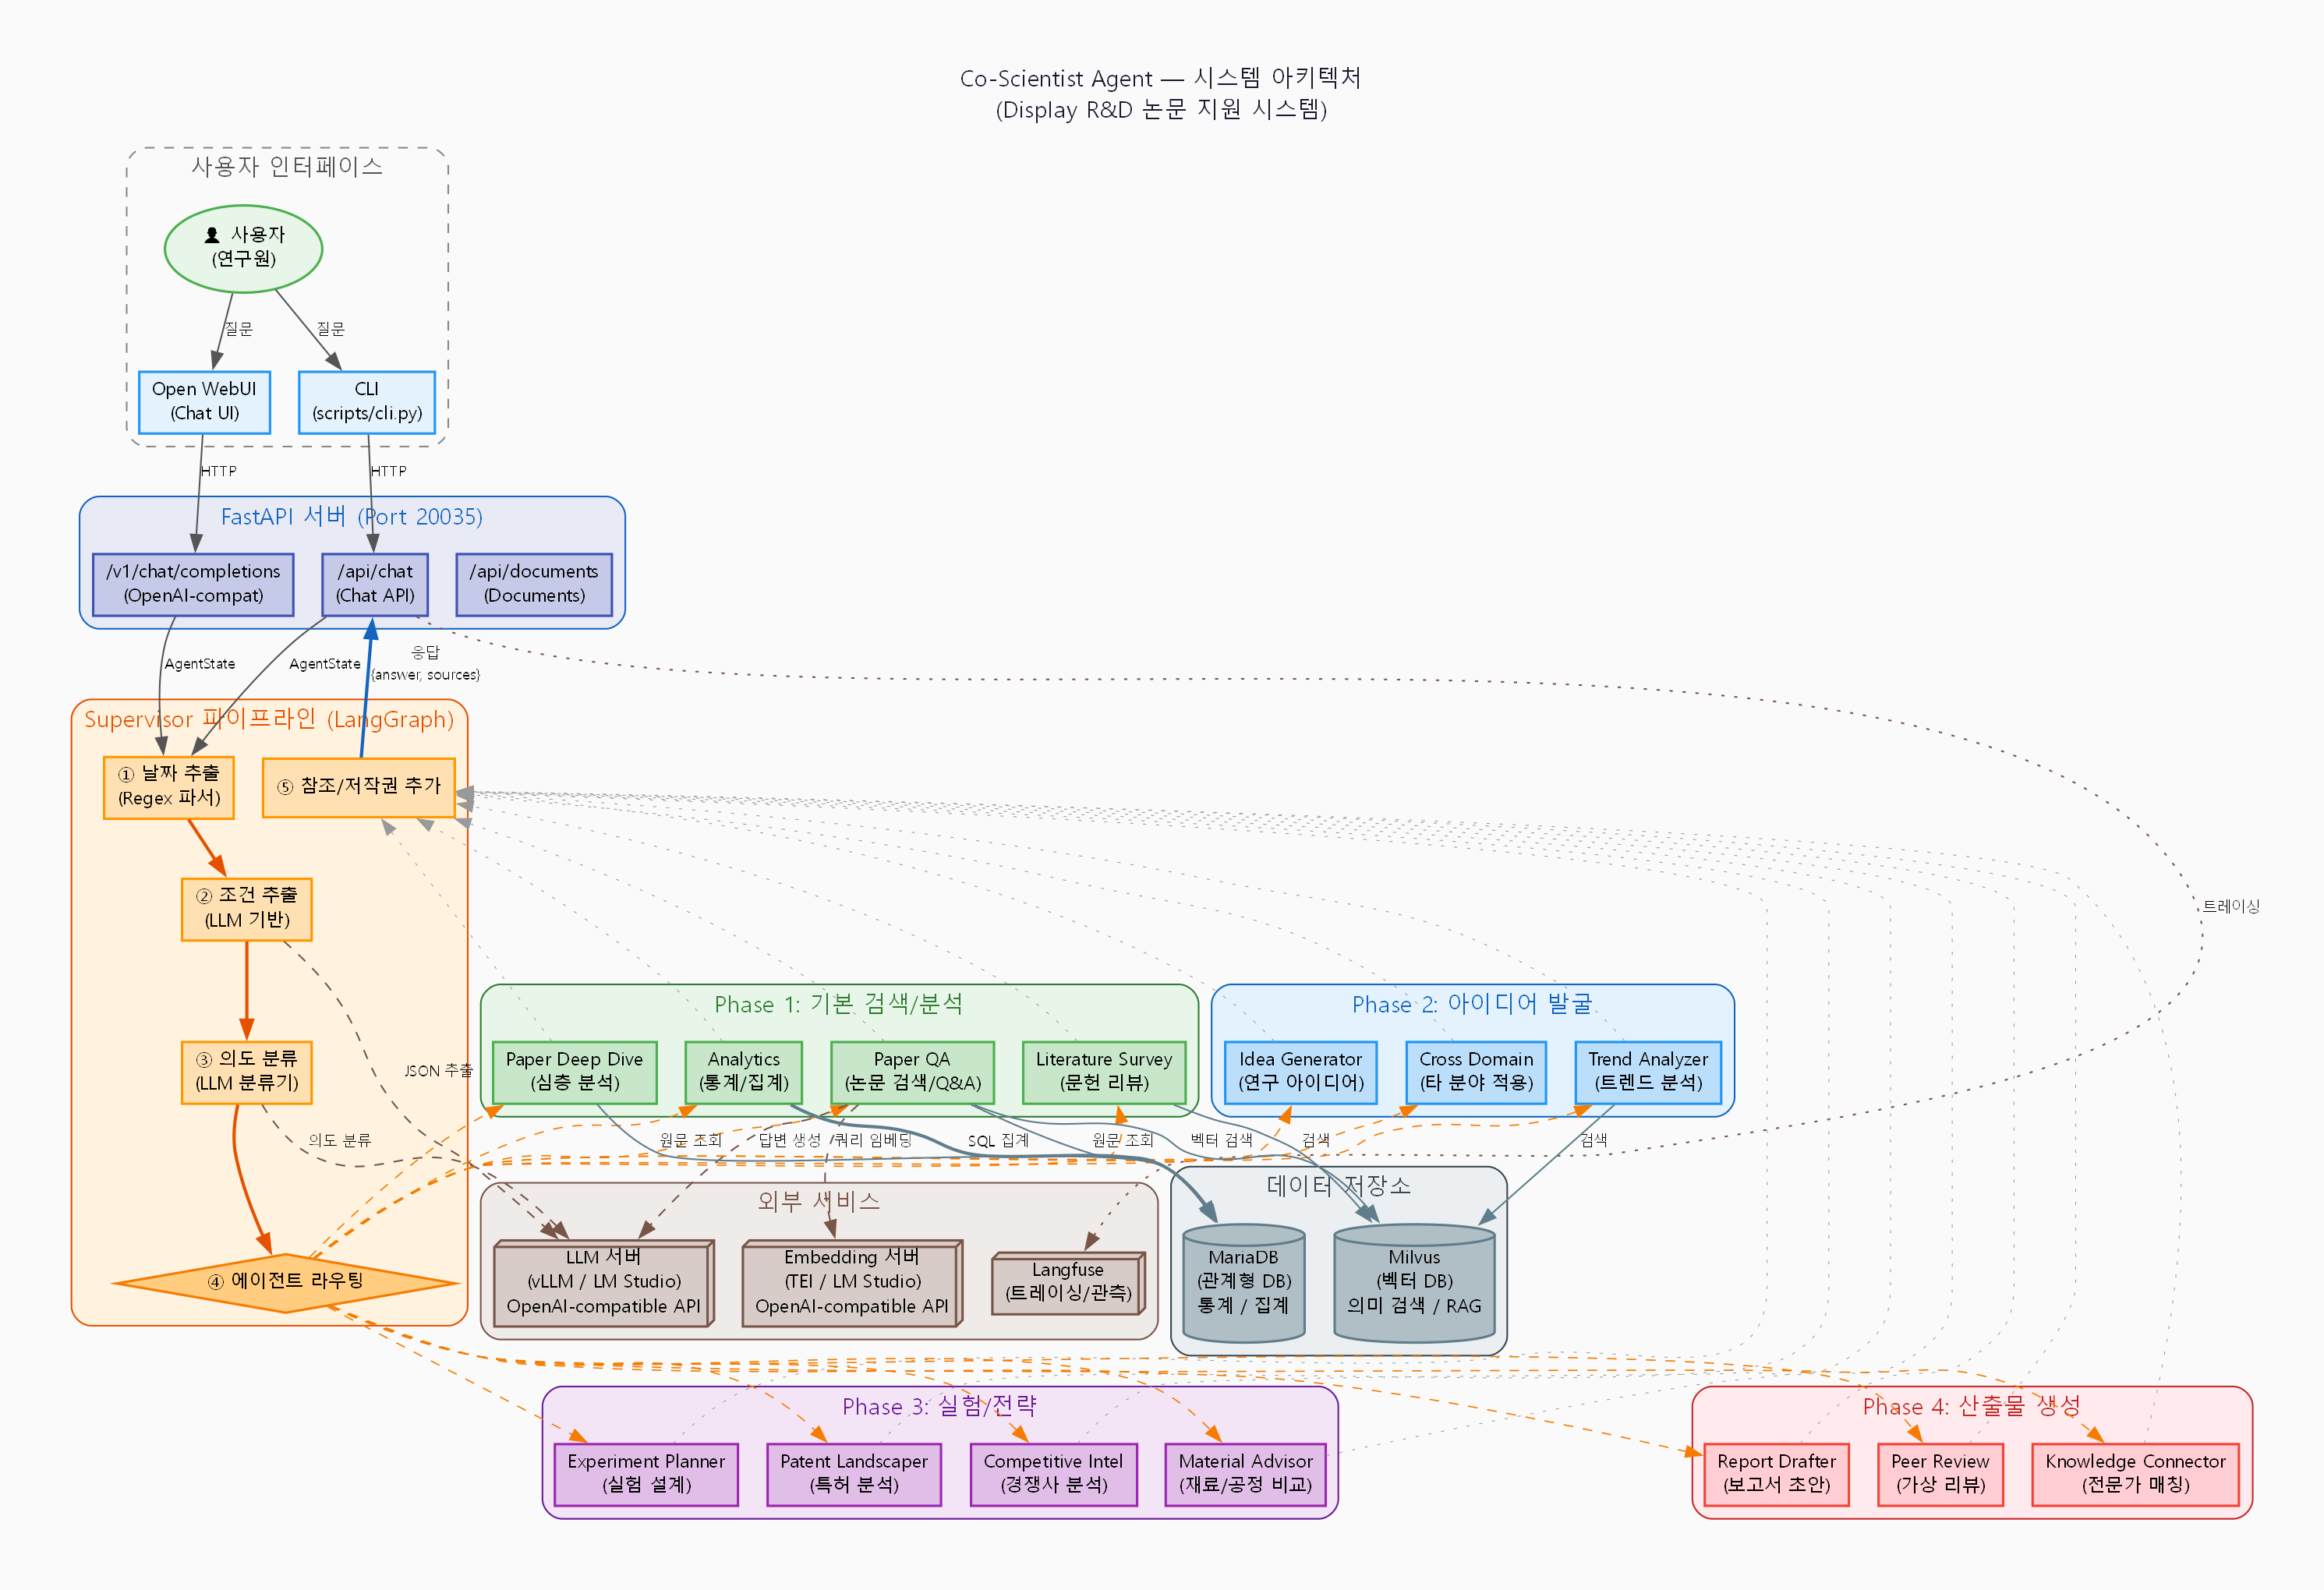 Co-Scientist Agent — 시스템 아키텍처
(Display R&D 논문 지원 시스템)
사용자 인터페이스
👤 사용자
(연구원)
질문
질문
Open WebUI
(Chat UI)
CLI
(scripts/cli.py)
HTTP
HTTP
FastAPI 서버 (Port 20035)
/v1/chat/completions
(OpenAI-compat)
/api/chat
(Chat API)
/api/documents
(Documents)
AgentState
AgentState
응답
{answer, sources}
Supervisor 파이프라인 (LangGraph)
① 날짜 추출
(Regex 파서)
⑤ 참조/저작권 추가
② 조건 추출
(LLM 기반)
트레이싱
③ 의도 분류
(LLM 분류기)
JSON 추출
의도 분류
④ 에이전트 라우팅
Phase 1: 기본 검색/분석
Paper Deep Dive
(심층 분석)
Analytics
(통계/집계)
Paper QA
(논문 검색/Q&A)
Literature Survey
(문헌 리뷰)
Phase 2: 아이디어 발굴
Idea Generator
(연구 아이디어)
Cross Domain
(타 분야 적용)
Trend Analyzer
(트렌드 분석)
원문 조회
답변 생성
쿼리 임베딩
SQL 집계
원문 조회
벡터 검색
검색
검색
외부 서비스
LLM 서버
(vLLM / LM Studio)
OpenAI-compatible API
Embedding 서버
(TEI / LM Studio)
OpenAI-compatible API
Langfuse
(트레이싱/관측)
데이터 저장소
MariaDB
(관계형 DB)
통계 / 집계
Milvus
(벡터 DB)
의미 검색 / RAG
Phase 3: 실험/전략
Experiment Planner
(실험 설계)
Patent Landscaper
(특허 분석)
Competitive Intel
(경쟁사 분석)
Material Advisor
(재료/공정 비교)
Phase 4: 산출물 생성
Report Drafter
(보고서 초안)
Peer Review
(가상 리뷰)
Knowledge Connector
(전문가 매칭)